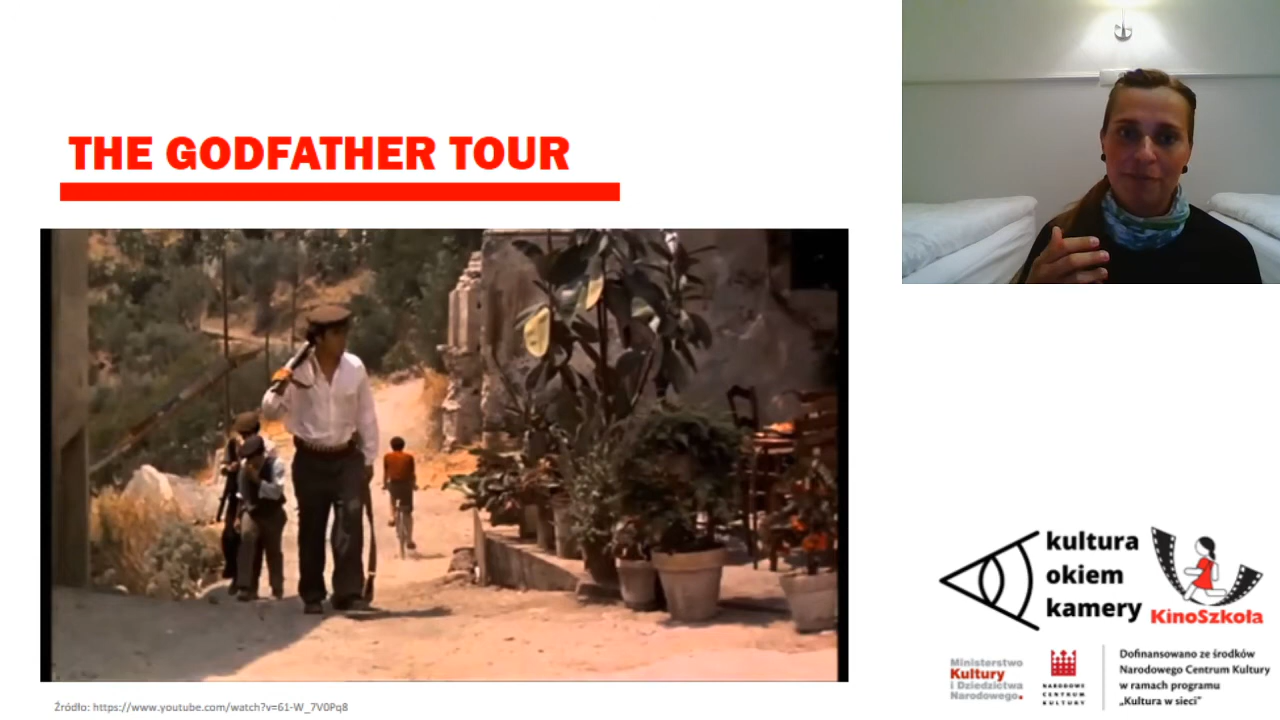 THE GODFATHER TOUR
kultura
okiem
kamery
KinoSzkoła
Ministerstwo
Kultury
i Dziedzictwa
Narodowego.
NARODOWE
CENTRUM
KULTURY
Dofinansowano ze środków
Narodowego Centrum Kultury
w ramach programu
„Kultura w sieci”
Źródło: https://www.youtube.com/watch?v=61-W_7V0Pq8